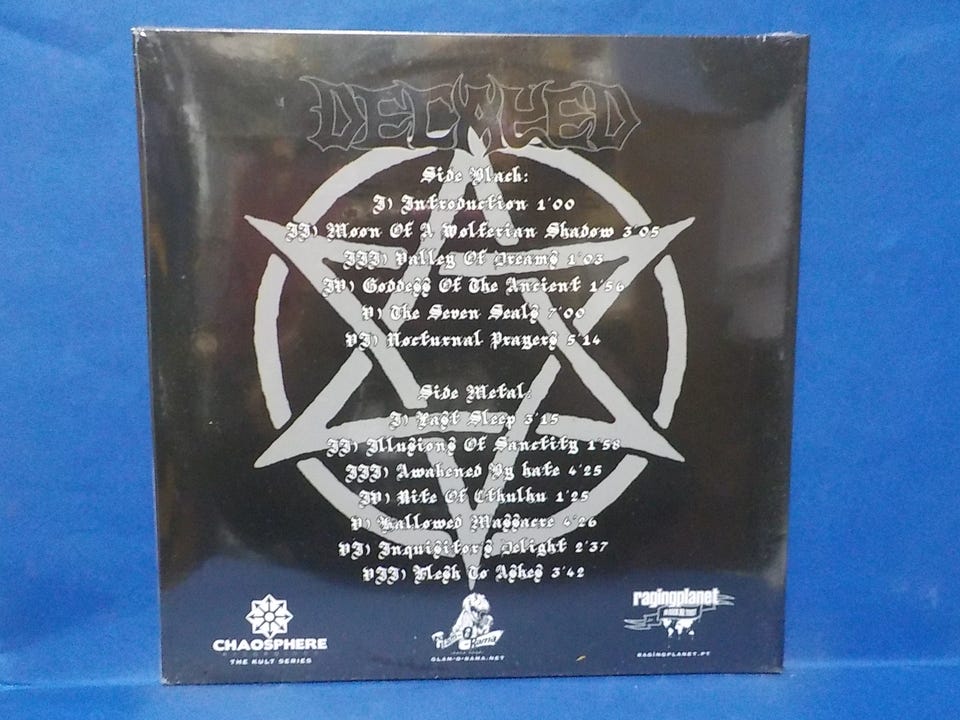 DECAYED
Side Black:
I) Introduction 1'00
II) Moon Of A Wolferian Shadow 3'05
III) Valley Of Dreams 1'03
IV) Goddess Of The Ancient 1'56
V) The Seven Seals 7'00
VI) Nocturnal Prayers 5'14
Side Metal:
I) Last Sleep 3'15
II) Illusions Of Sanctity 1'58
III) Awakened By hate 4'25
IV) Rite Of Cthulhu 1'25
V) Hallowed Massacre 4'26
VI) Inquisitors Delight 2'37
VII) Flesh To Ashes 3'42
CHAOSPHERE
THE KULT SERIES
Glam O Rama
GLAM-O-RAMA.NET
ragingplanet
RAGINGPLANET.PT